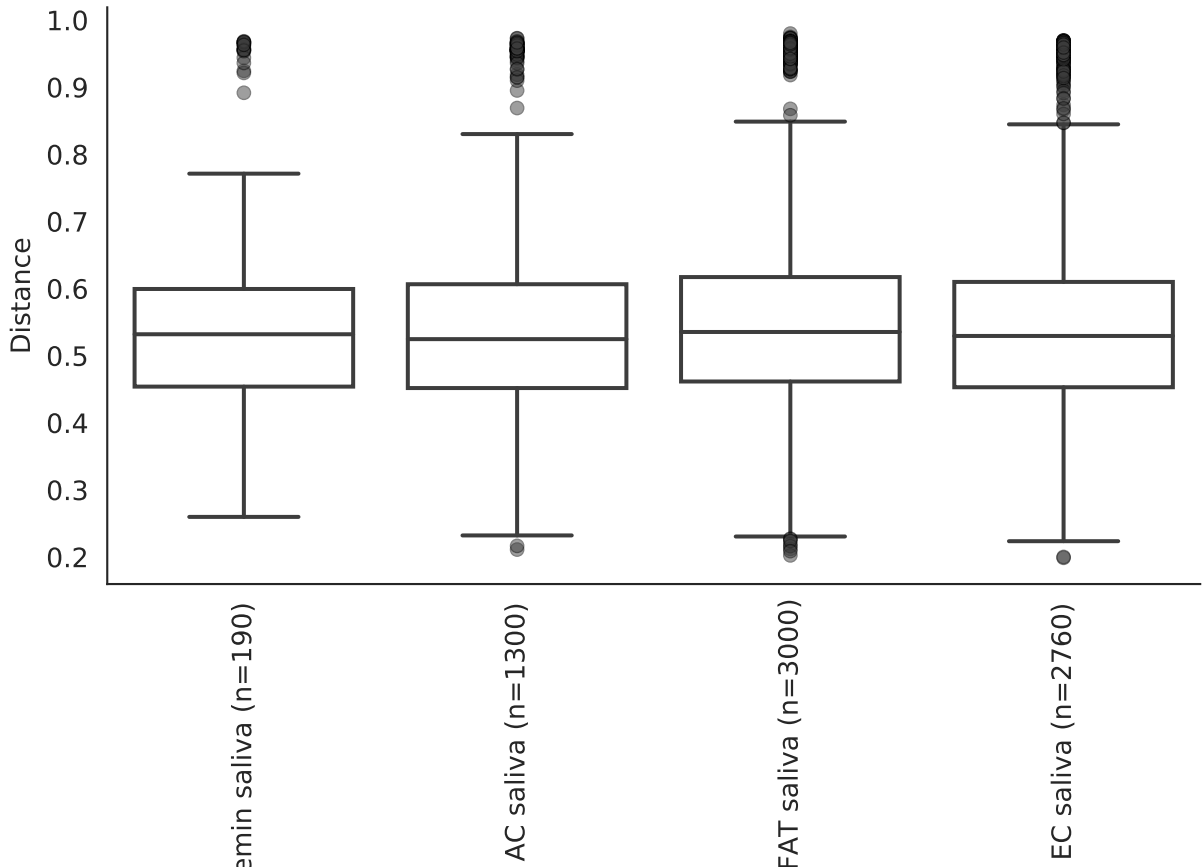 1.0
0.9
0.8
0.7
0.6
0.5
0.4
0.3
0.2
Distance
emin saliva (n=190)
AC saliva (n=1300)
FAT saliva (n=3000)
EC saliva (n=2760)